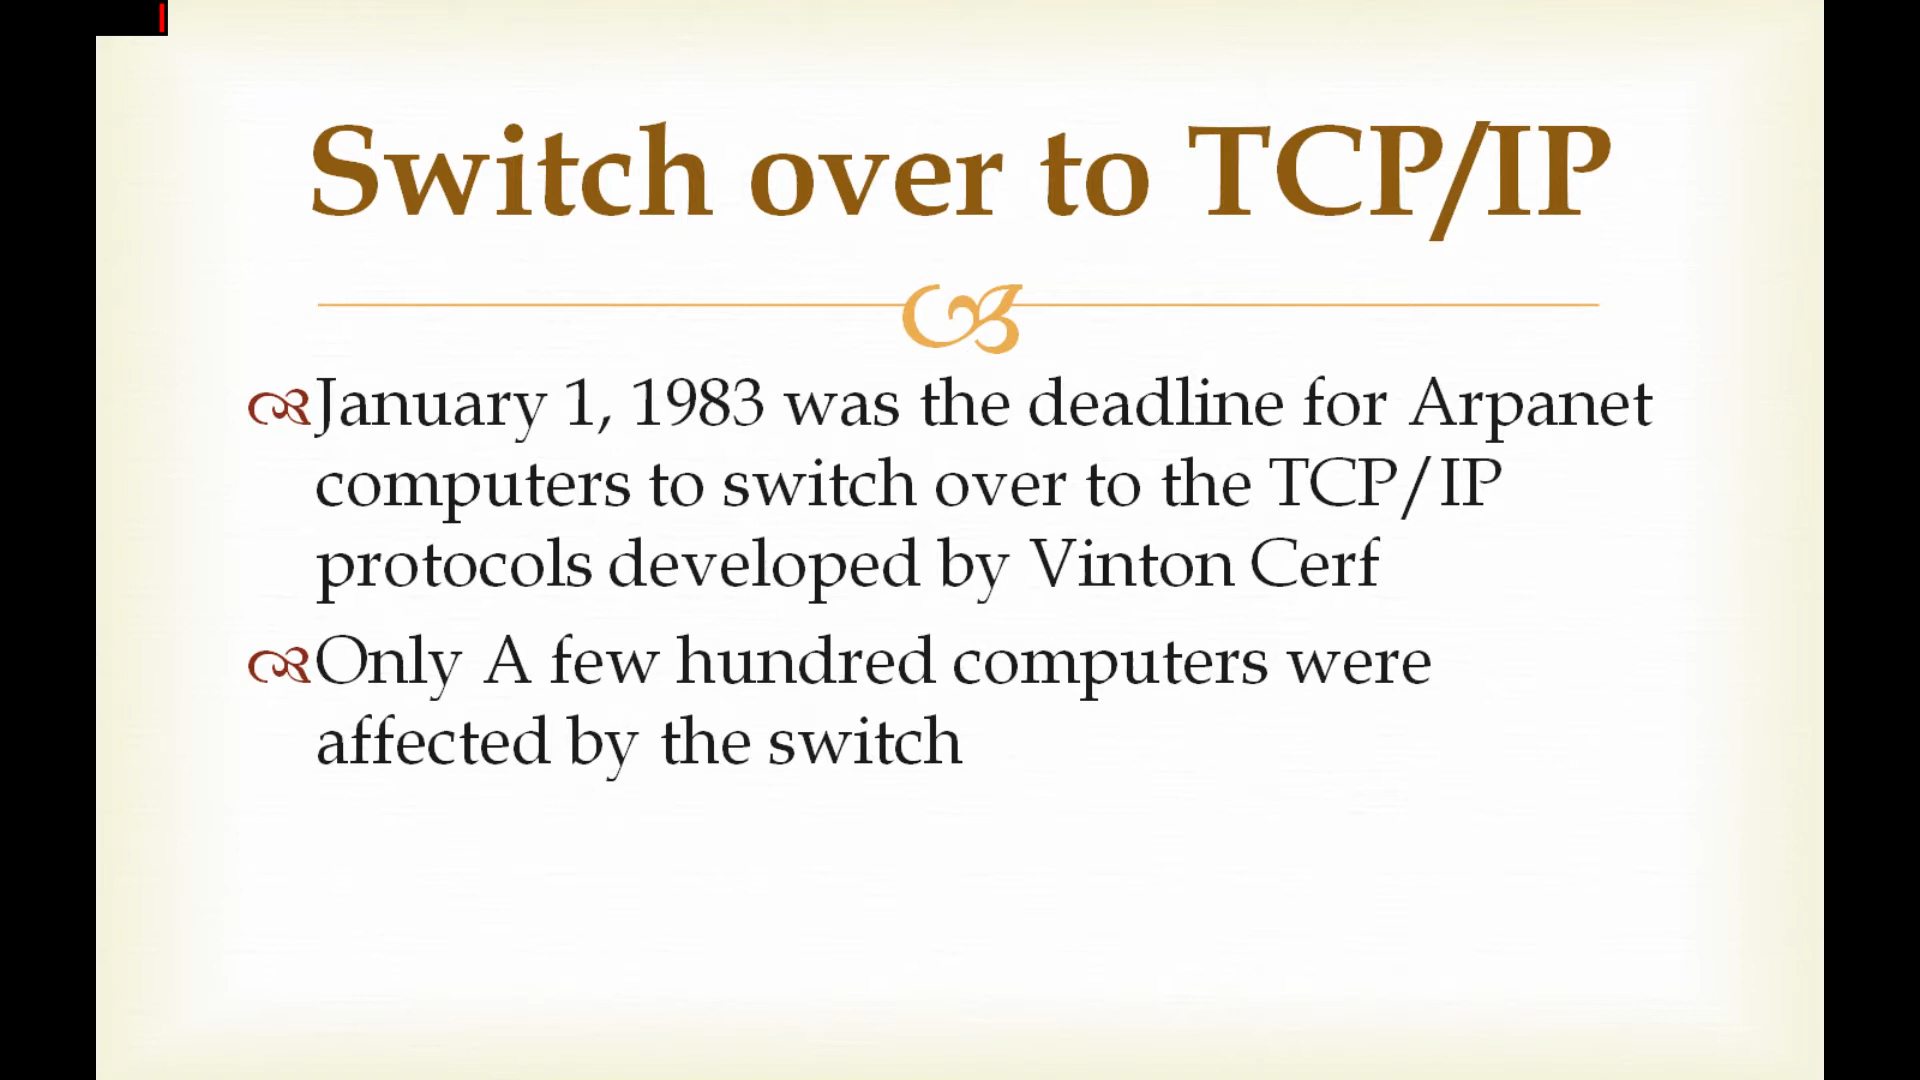 Switch over to TCP/IP
January 1, 1983 was the deadline for Arpanet
computers to switch over to the TCP/IP
protocols developed by Vinton Cerf
Only A few hundred computers were
affected by the switch